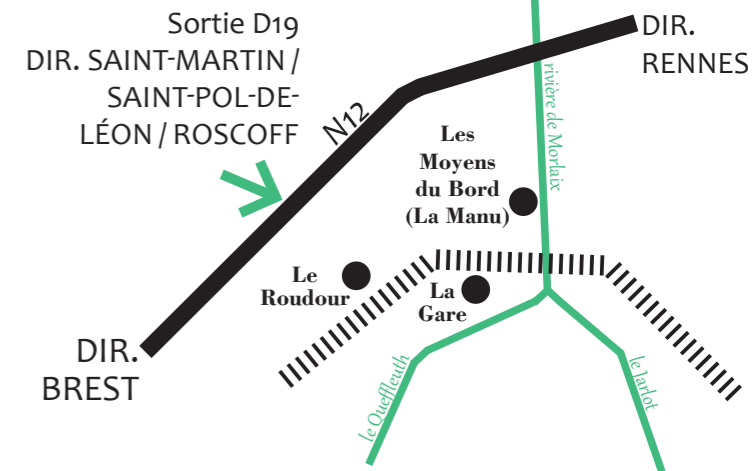 Sortie D19
DIR. SAINT-MARTIN /
SAINT-POL-DE-
LÉON / ROSCOFF
DIR.
RENNES
N12
rivière de Morlaix
Les
Moyens
du Bord
(La Manu)
Le
Roudour
La
Gare
DIR.
BREST
le Queffleuth
le Jarlot